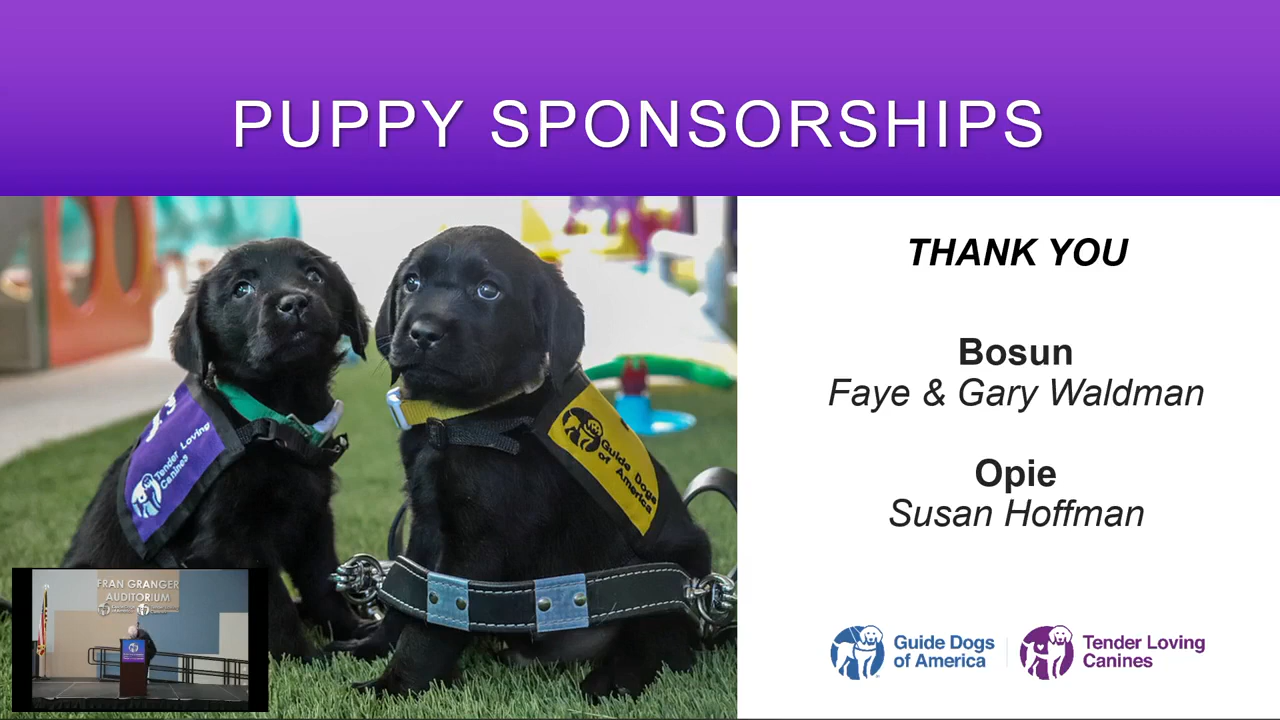 PUPPY SPONSORSHIPS
THANK YOU
Bosun
Faye & Gary Waldman
Opie
Susan Hoffman
Tender Loving
Canines
Guide Dogs
of America
FRAN GRANGER
AUDITORIUM
Guide Dogs
of America
Tender Loving
Canines